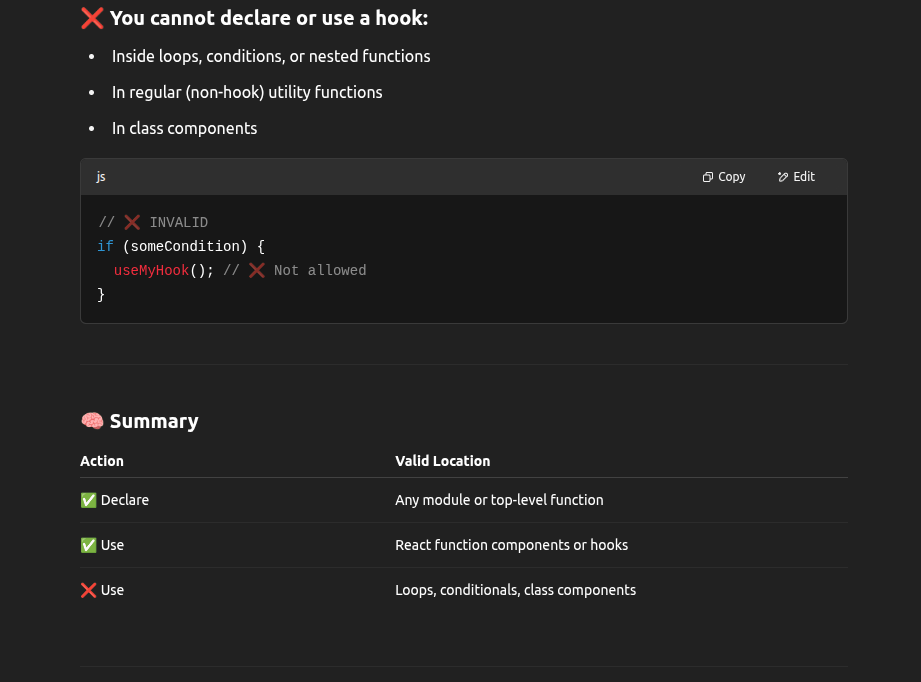 ❌ You cannot declare or use a hook:
• Inside loops, conditions, or nested functions
• In regular (non-hook) utility functions
• In class components
js Copy Edit
// ❌ INVALID
if (someCondition) {
  useMyHook(); // ❌ Not allowed
}
🧠 Summary
Action Valid Location
✅ Declare Any module or top-level function
✅ Use React function components or hooks
❌ Use Loops, conditionals, class components